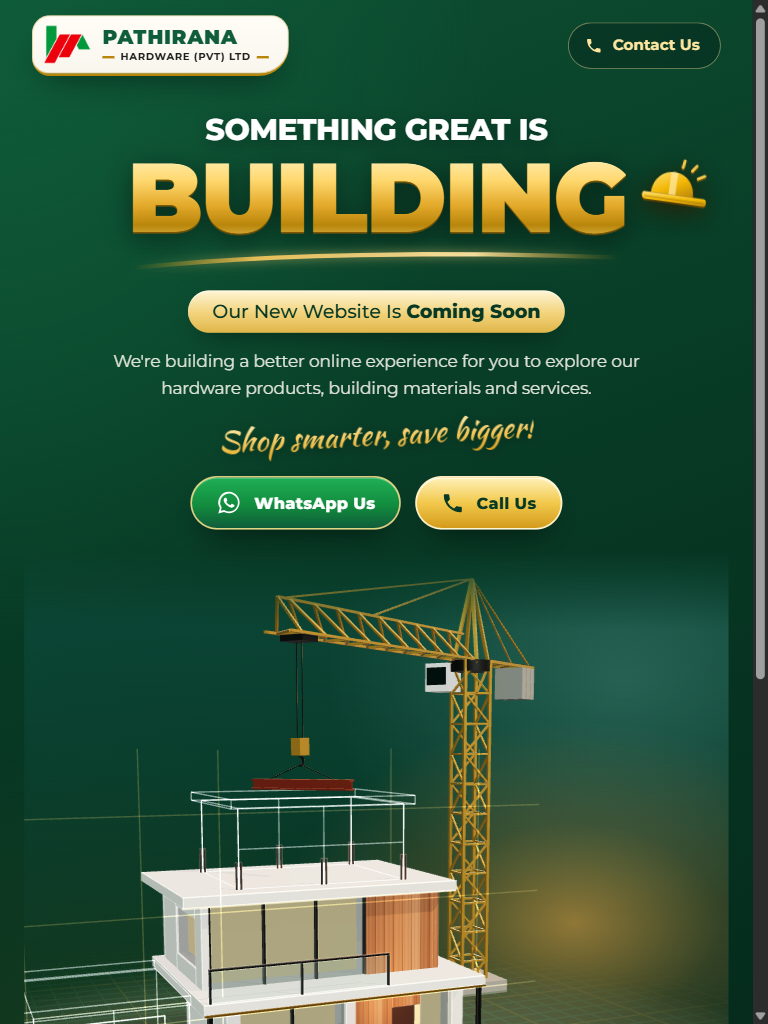 PATHIRANA
HARDWARE (PVT) LTD
Contact Us
SOMETHING GREAT IS
BUILDING
Our New Website Is Coming Soon
We're building a better online experience for you to explore our
hardware products, building materials and services.
Shop smarter, save bigger!
WhatsApp Us
Call Us